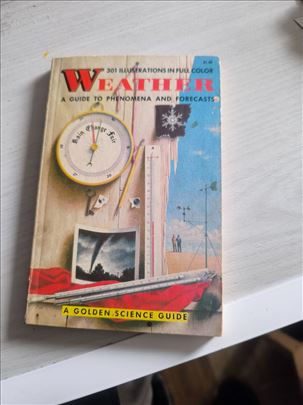 301 ILLUSTRATIONS IN FULL COLOR
WEATHER
A GUIDE TO PHENOMENA AND FORECASTS
Rain Change Fair
A GOLDEN SCIENCE GUIDE